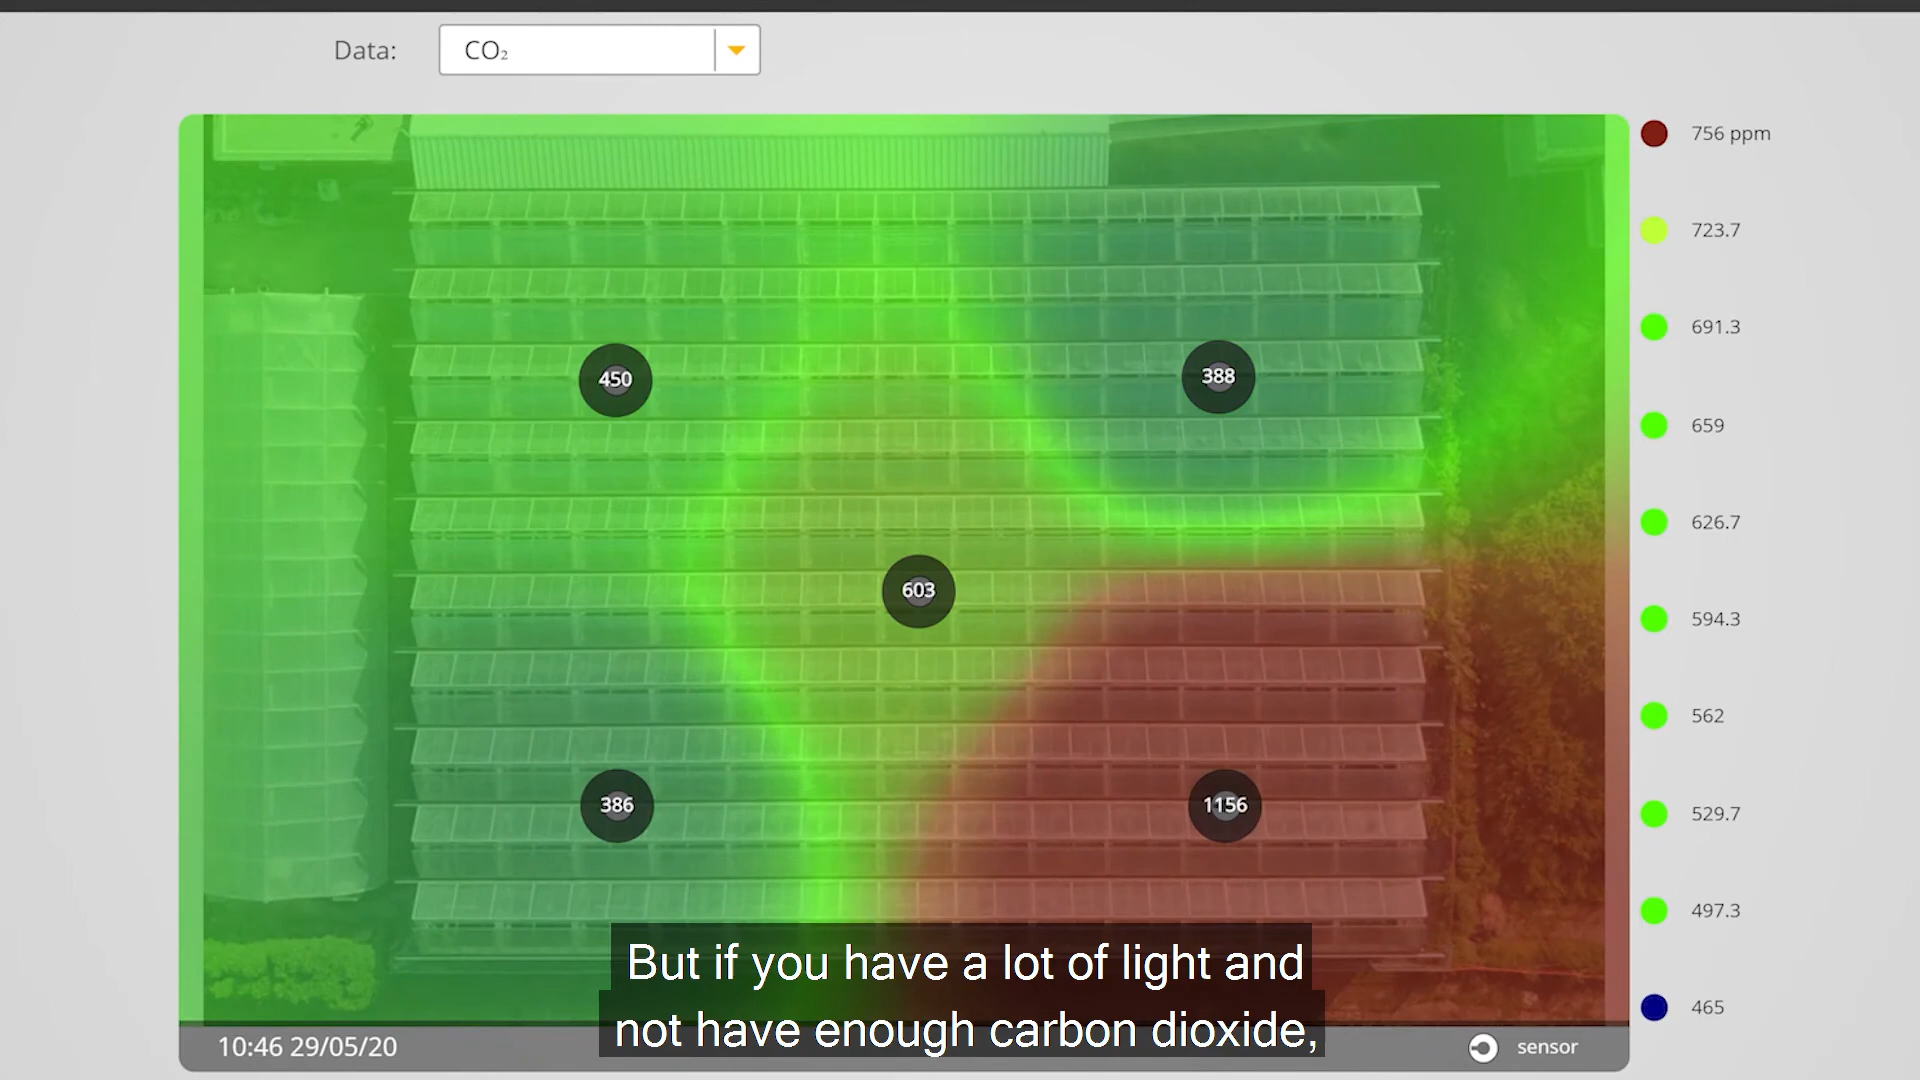 Data:
CO₂
756 ppm
723.7
691.3
659
626.7
594.3
562
529.7
497.3
465
450
388
603
386
1156
But if you have a lot of light and
not have enough carbon dioxide,
10:46 29/05/20
sensor